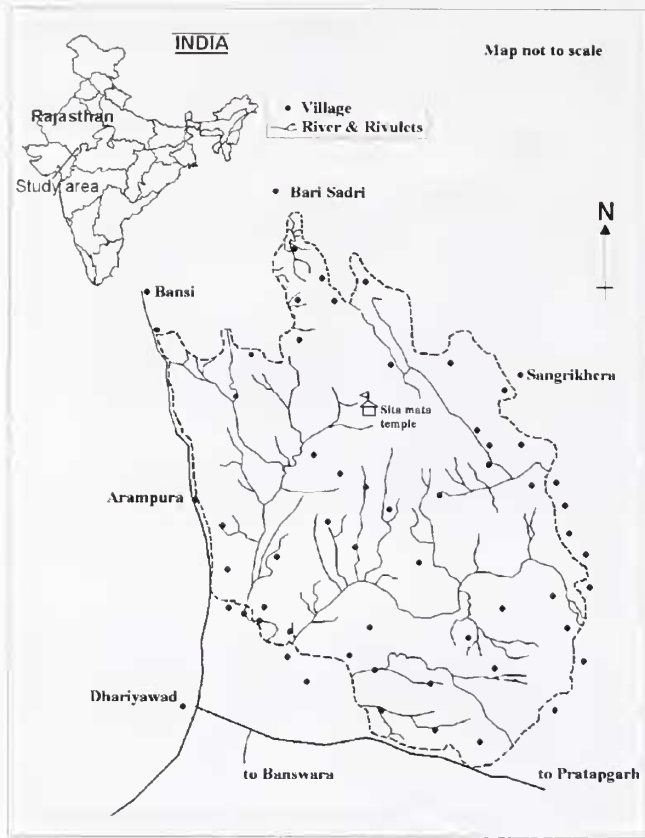 INDIA
Map not to scale
Rajasthan
Village
River & Rivulets
Study area
Bari Sadri
N
Bansi
Sangrikhera
Sita mata
temple
Arampura
Dhariyawad
to Banswara
to Pratapgarh